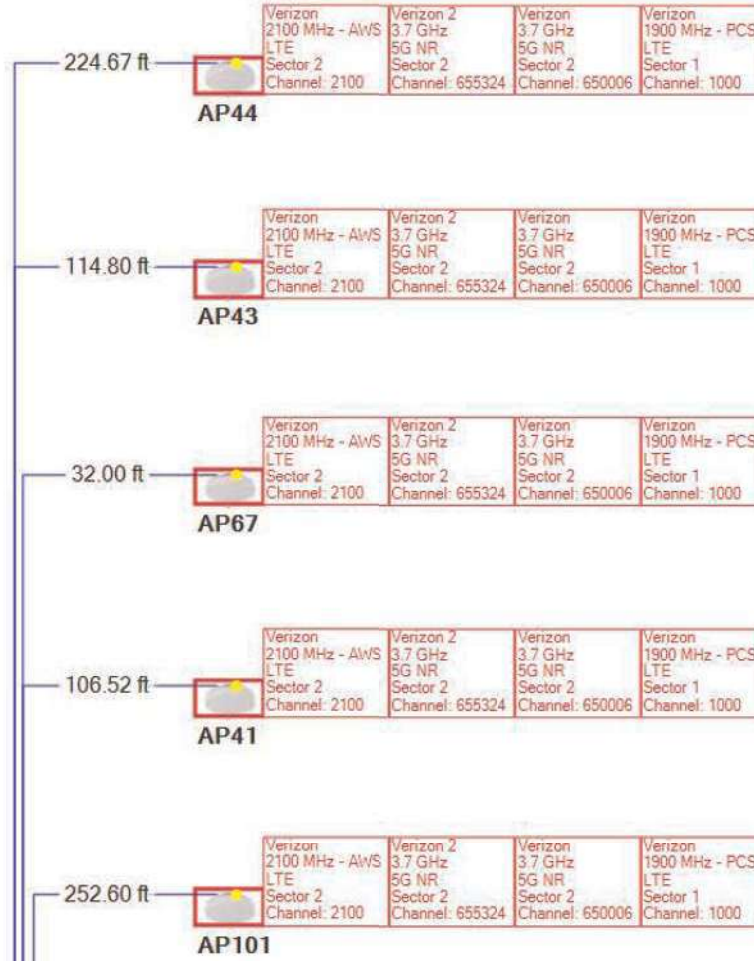 Verizon
2100 MHz - AWS
LTE
Sector 2
Channel: 2100
Verizon 2
3.7 GHz
5G NR
Sector 2
Channel: 655324
Verizon
3.7 GHz
5G NR
Sector 2
Channel: 650006
Verizon
1900 MHz - PCS
LTE
Sector 1
Channel: 1000
224.67 ft
AP44
Verizon
2100 MHz - AWS
LTE
Sector 2
Channel: 2100
Verizon 2
3.7 GHz
5G NR
Sector 2
Channel: 655324
Verizon
3.7 GHz
5G NR
Sector 2
Channel: 650006
Verizon
1900 MHz - PCS
LTE
Sector 1
Channel: 1000
114.80 ft
AP43
Verizon
2100 MHz - AWS
LTE
Sector 2
Channel: 2100
Verizon 2
3.7 GHz
5G NR
Sector 2
Channel: 655324
Verizon
3.7 GHz
5G NR
Sector 2
Channel: 650006
Verizon
1900 MHz - PCS
LTE
Sector 1
Channel: 1000
32.00 ft
AP67
Verizon
2100 MHz - AWS
LTE
Sector 2
Channel: 2100
Verizon 2
3.7 GHz
5G NR
Sector 2
Channel: 655324
Verizon
3.7 GHz
5G NR
Sector 2
Channel: 650006
Verizon
1900 MHz - PCS
LTE
Sector 1
Channel: 1000
106.52 ft
AP41
Verizon
2100 MHz - AWS
LTE
Sector 2
Channel: 2100
Verizon 2
3.7 GHz
5G NR
Sector 2
Channel: 655324
Verizon
3.7 GHz
5G NR
Sector 2
Channel: 650006
Verizon
1900 MHz - PCS
LTE
Sector 1
Channel: 1000
252.60 ft
AP101